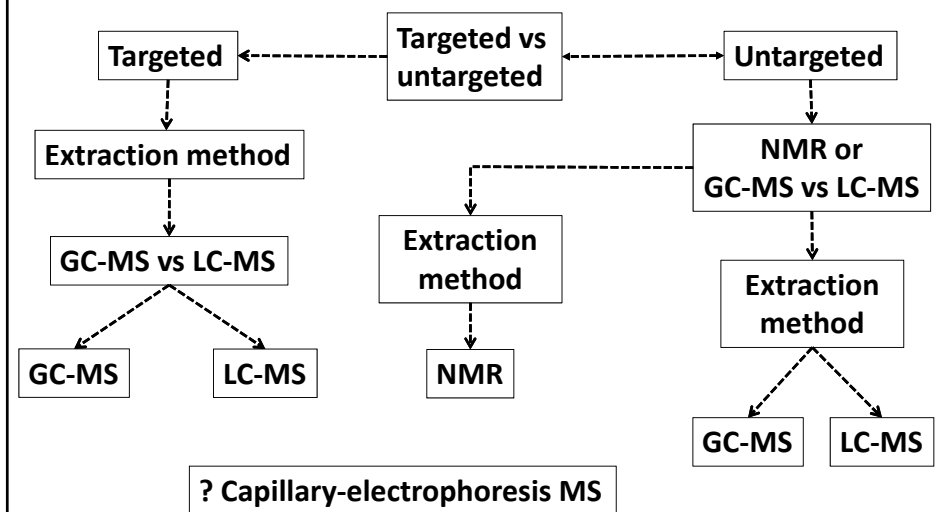 Targeted vs
untargeted
Targeted
Untargeted
Extraction method
NMR or
GC-MS vs LC-MS
Extraction
method
GC-MS vs LC-MS
Extraction
method
GC-MS
LC-MS
NMR
GC-MS
LC-MS
? Capillary-electrophoresis MS